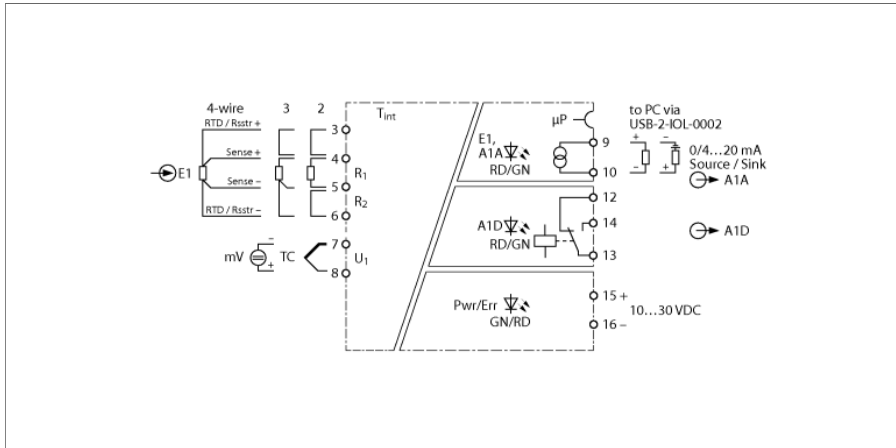 4-wire 3 2
RTD / Rsstr +
Sense +
Sense –
RTD / Rsstr –
E1
3
4
5
6
R1
R2
Tint
mV
–
+
TC
7
8
U1
µP
E1,
A1A
RD/GN
9
10
to PC via
USB-2-IOL-0002
+
–
–
+
0/4…20 mA
Source / Sink
A1A
A1D
RD/GN
12
14
13
A1D
Pwr/Err
GN/RD
15 +
16 –
10…30 VDC